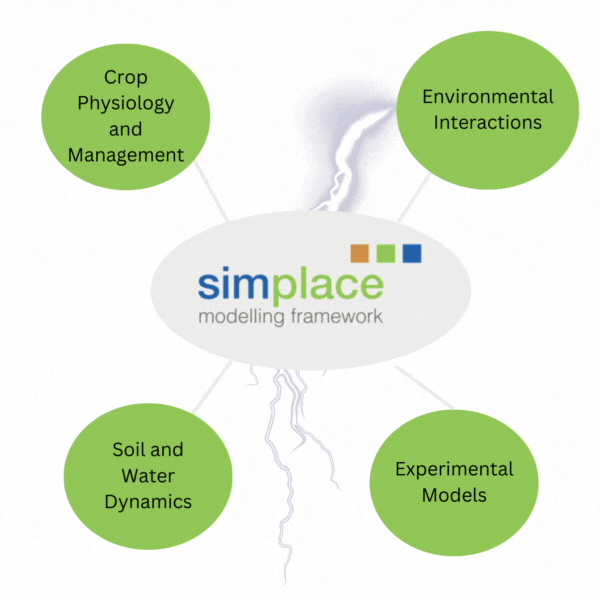 Crop
Physiology
and
Management
Environmental
Interactions
simplace
modelling framework
Soil and
Water
Dynamics
Experimental
Models